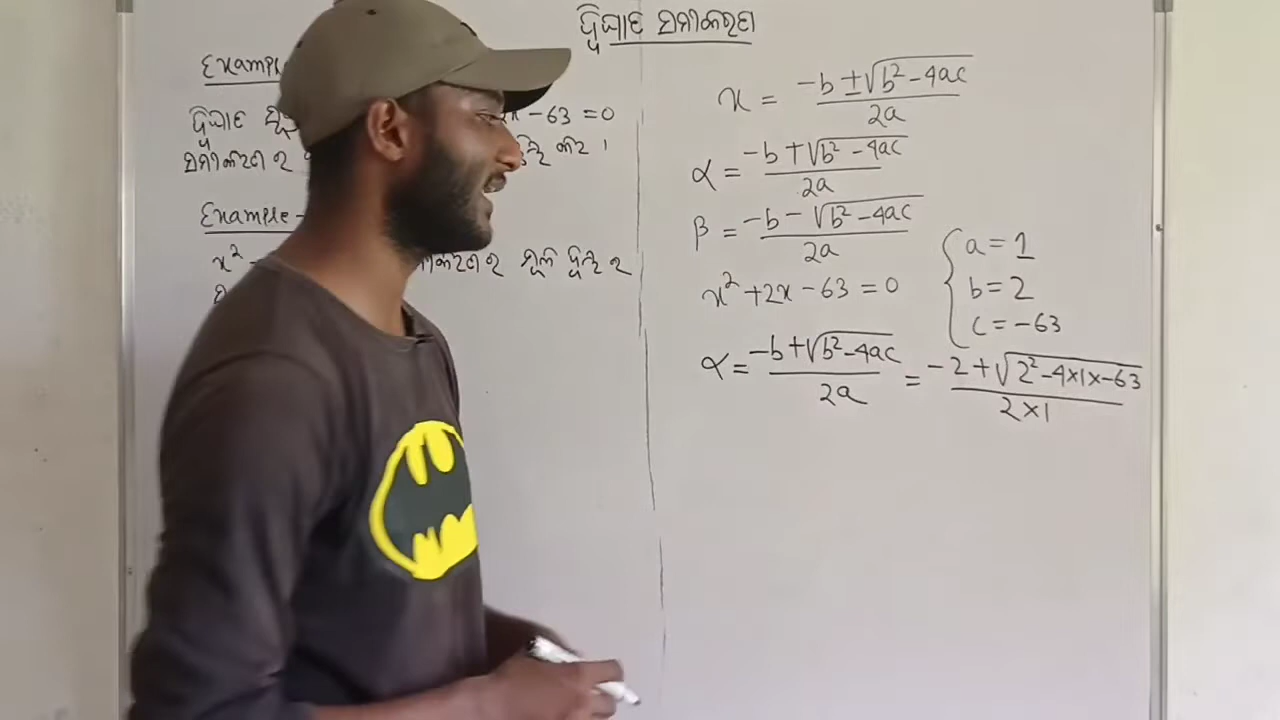 ଦ୍ୱିଘାତ ସମୀକରଣ
Example
ଦ୍ୱିଘାତ x - 63 = 0
ସମୀକରଣ ର କର ।
Example -
x² - ମୂଳ ଦ୍ୱୟ ର
x = (-b ± √(b² - 4ac)) / 2a
α = (-b + √(b² - 4ac)) / 2a
β = (-b - √(b² - 4ac)) / 2a
x² + 2x - 63 = 0
a = 1
b = 2
c = -63
α = (-b + √(b² - 4ac)) / 2a = (-2 + √(2² - 4×1×-63)) / 2×1